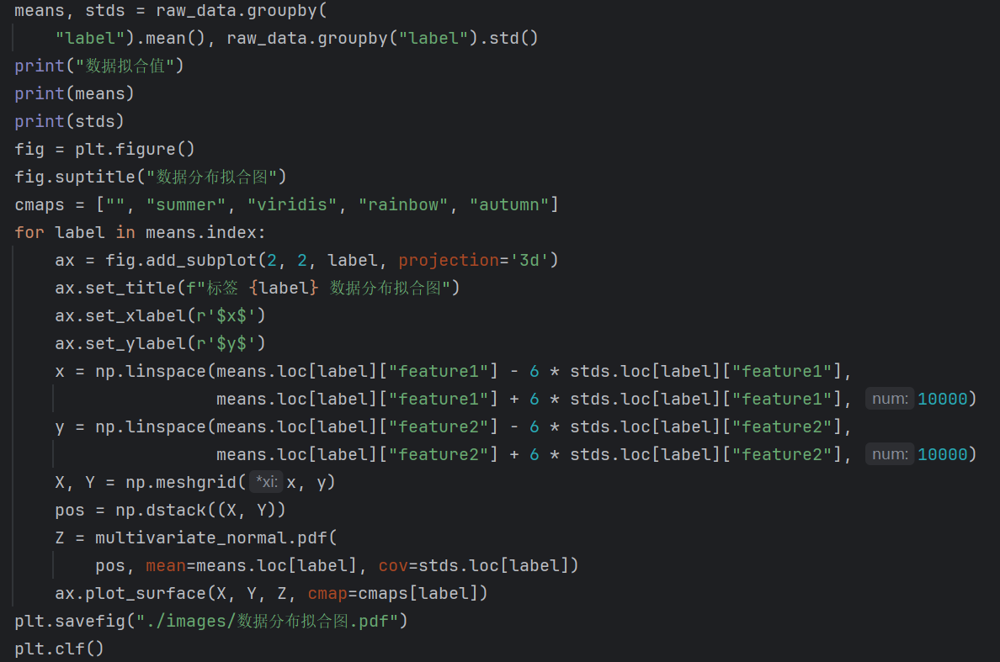 means, stds = raw_data.groupby(
    "label").mean(), raw_data.groupby("label").std()
print("数据拟合值")
print(means)
print(stds)
fig = plt.figure()
fig.suptitle("数据分布拟合图")
cmaps = ["", "summer", "viridis", "rainbow", "autumn"]
for label in means.index:
    ax = fig.add_subplot(2, 2, label, projection='3d')
    ax.set_title(f"标签 {label} 数据分布拟合图")
    ax.set_xlabel(r'$x$')
    ax.set_ylabel(r'$y$')
    x = np.linspace(means.loc[label]["feature1"] - 6 * stds.loc[label]["feature1"],
                    means.loc[label]["feature1"] + 6 * stds.loc[label]["feature1"], num: 10000)
    y = np.linspace(means.loc[label]["feature2"] - 6 * stds.loc[label]["feature2"],
                    means.loc[label]["feature2"] + 6 * stds.loc[label]["feature2"], num: 10000)
    X, Y = np.meshgrid( *xi: x, y)
    pos = np.dstack((X, Y))
    Z = multivariate_normal.pdf(
        pos, mean=means.loc[label], cov=stds.loc[label])
    ax.plot_surface(X, Y, Z, cmap=cmaps[label])
plt.savefig("./images/数据分布拟合图.pdf")
plt.clf()